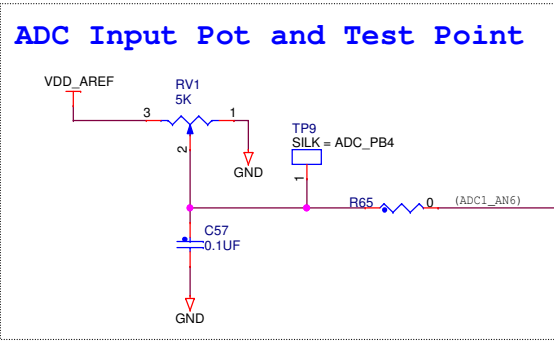 ADC Input Pot and Test Point
VDD_AREF
RV1
5K
3
1
2
GND
TP9
SILK = ADC_PB4
1
R65
0
(ADC1_AN6)
C57
0.1UF
GND